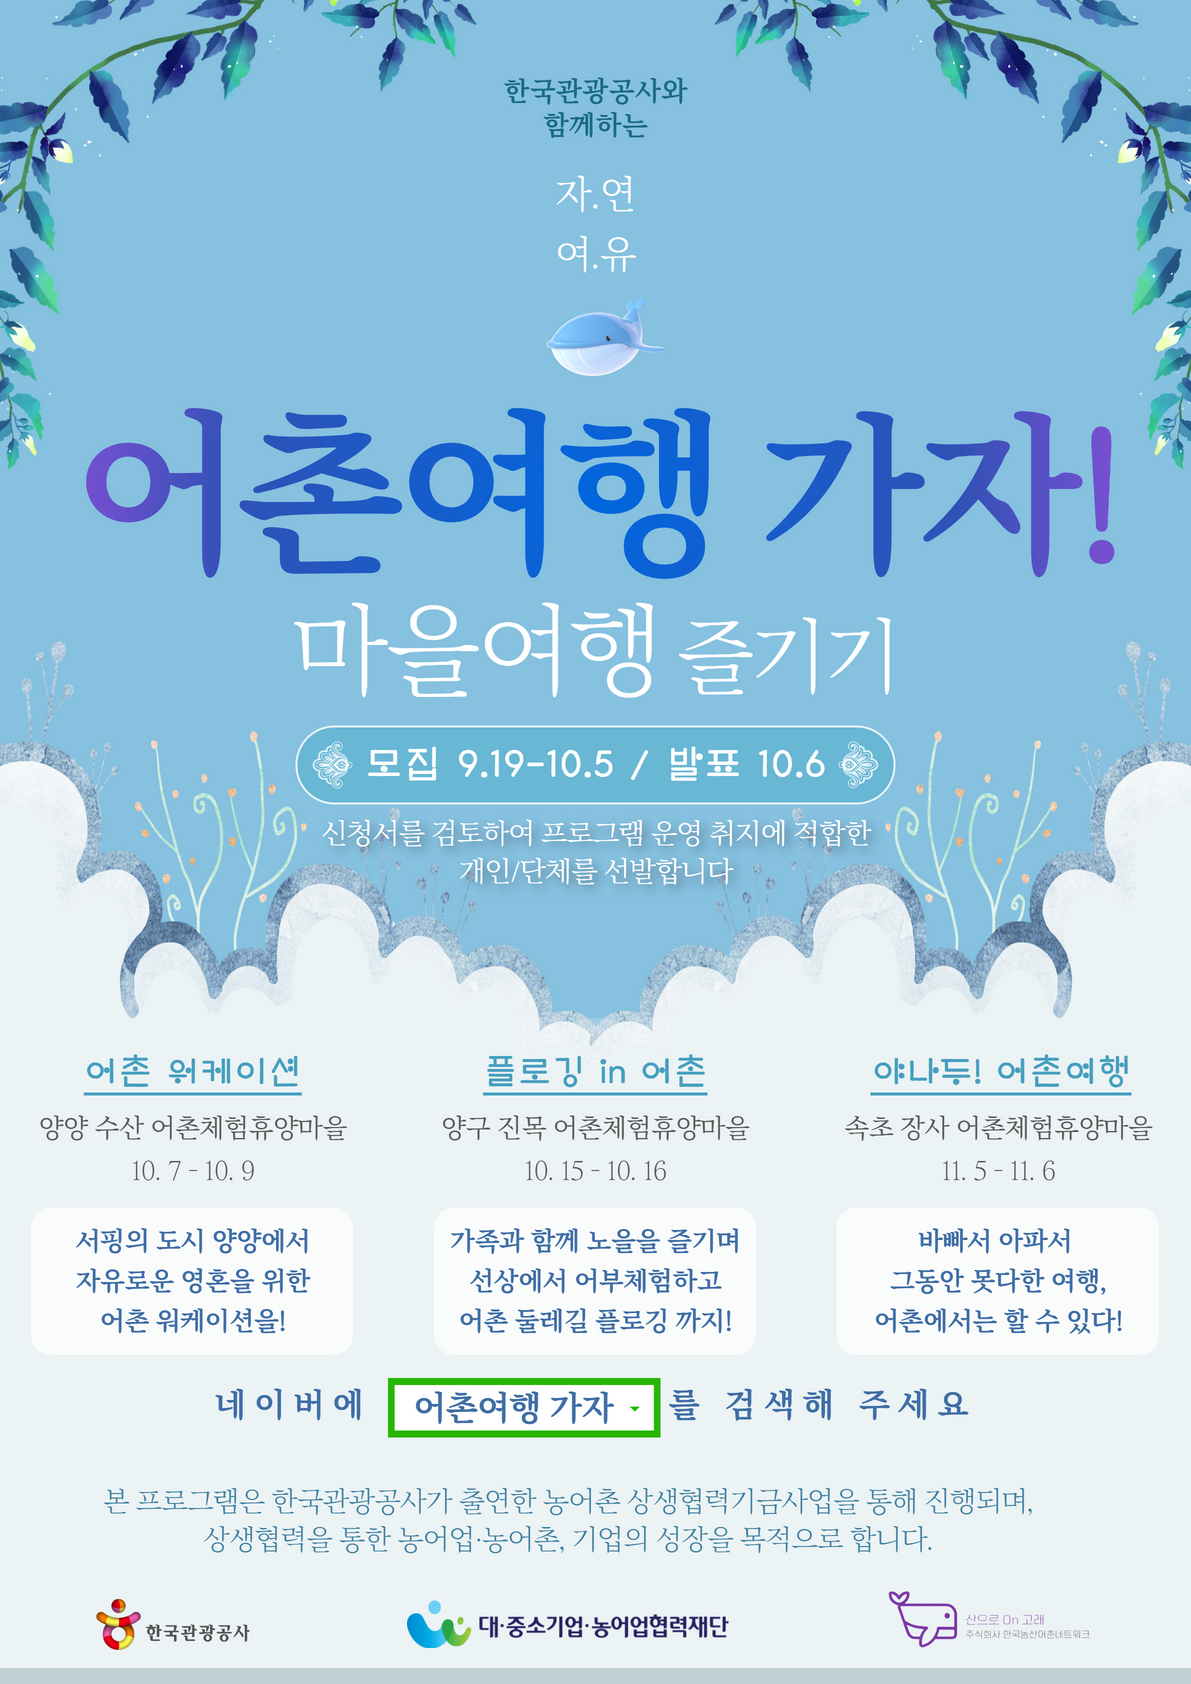 한국관광공사와
함께하는
자.연
여.유
어촌여행 가자!
마을여행 즐기기
모집 9.19-10.5 / 발표 10.6
신청서를 검토하여 프로그램 운영 취지에 적합한
개인/단체를 선발합니다
어촌 워케이션
양양 수산 어촌체험휴양마을
10. 7 - 10. 9
서핑의 도시 양양에서
자유로운 영혼을 위한
어촌 워케이션을!
플로깅 in 어촌
양구 진목 어촌체험휴양마을
10. 15 - 10. 16
가족과 함께 노을을 즐기며
선상에서 어부체험하고
어촌 둘레길 플로깅 까지!
야나두! 어촌여행
속초 장사 어촌체험휴양마을
11. 5 - 11. 6
바빠서 아파서
그동안 못다한 여행,
어촌에서는 할 수 있다!
네이버에 어촌여행 가자 를 검색해 주세요
본 프로그램은 한국관광공사가 출연한 농어촌 상생협력기금사업을 통해 진행되며,
상생협력을 통한 농어업·농어촌, 기업의 성장을 목적으로 합니다.
한국관광공사
대·중소기업·농어업협력재단
산으로 On 고래
주식회사 한국농산어촌네트워크